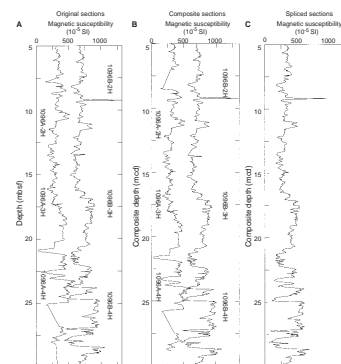 Original sections
Composite sections
Spliced sections
A
Magnetic susceptibility
(10⁻⁵ SI)
B
Magnetic susceptibility
(10⁻⁵ SI)
C
Magnetic susceptibility
(10⁻⁵ SI)
0
500
1000
0
500
1000
0
500
1000
5
10
15
20
25
Depth (mbsf)
1096A-2H
1096A-3H
1096A-4H
1096B-2H
1096B-3H
1096B-4H
5
10
15
20
25
Composite depth (mcd)
1096A-2H
1096A-3H
1096A-4H
1096B-2H
1096B-3H
1096B-4H
5
10
15
20
25
Composite depth (mcd)